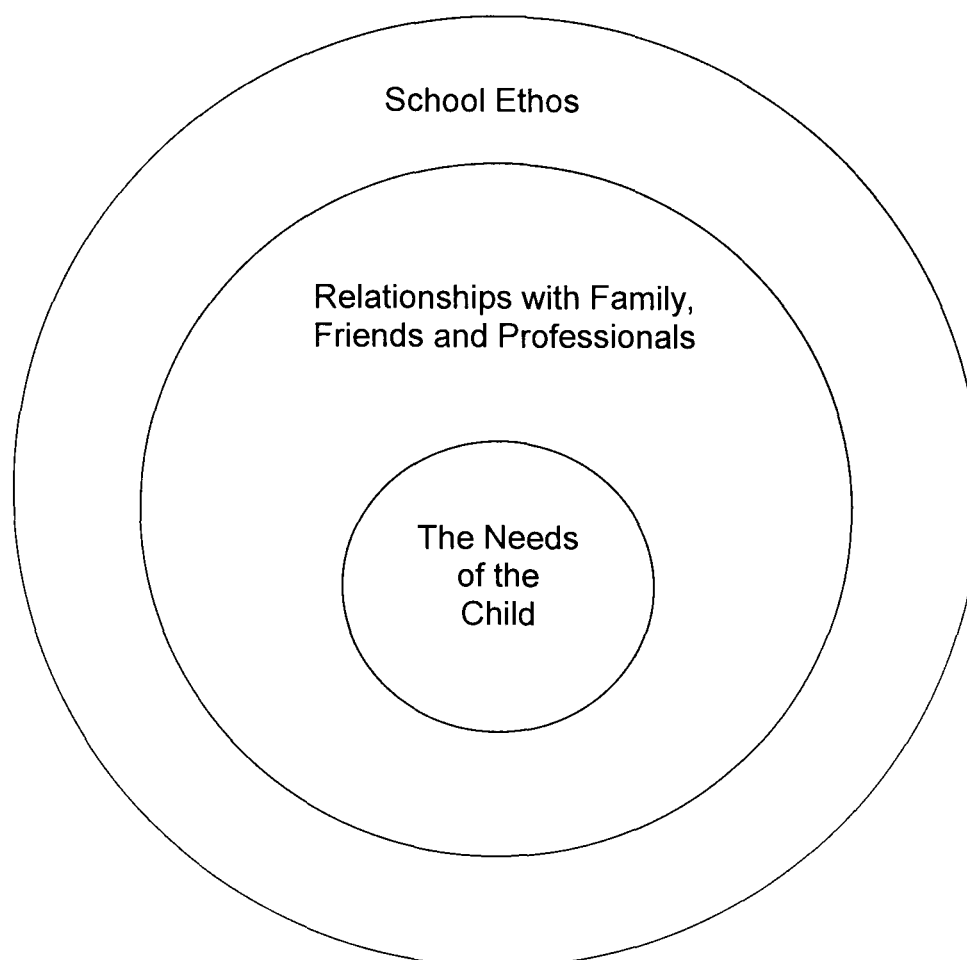 School Ethos
Relationships with Family,
Friends and Professionals
The Needs
of the
Child